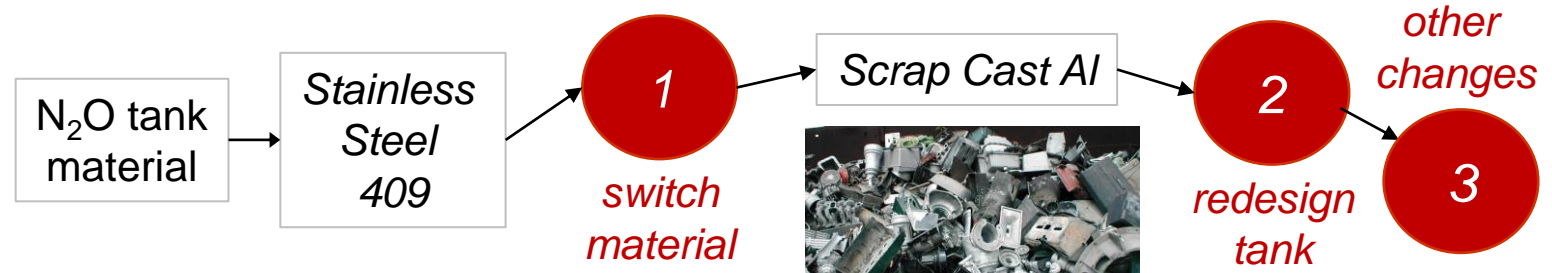 N₂O tank
material
Stainless
Steel
409
1
switch
material
Scrap Cast Al
2
redesign
tank
other
changes
3